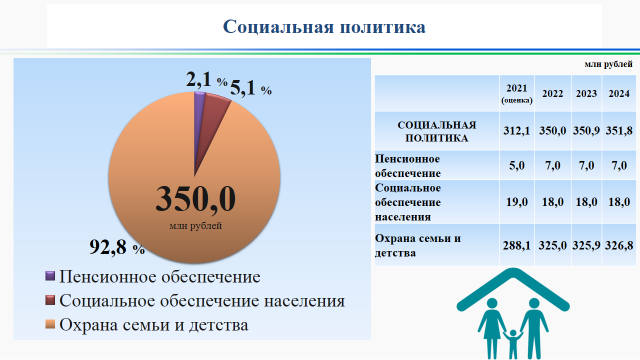 Социальная политика
2,1 %
5,1 %
350,0
млн рублей
92,8 %
Пенсионное обеспечение
Социальное обеспечение населения
Охрана семьи и детства
млн рублей
2021 (оценка) 2022 2023 2024
СОЦИАЛЬНАЯ ПОЛИТИКА 312,1 350,0 350,9 351,8
Пенсионное обеспечение 5,0 7,0 7,0 7,0
Социальное обеспечение населения 19,0 18,0 18,0 18,0
Охрана семьи и детства 288,1 325,0 325,9 326,8